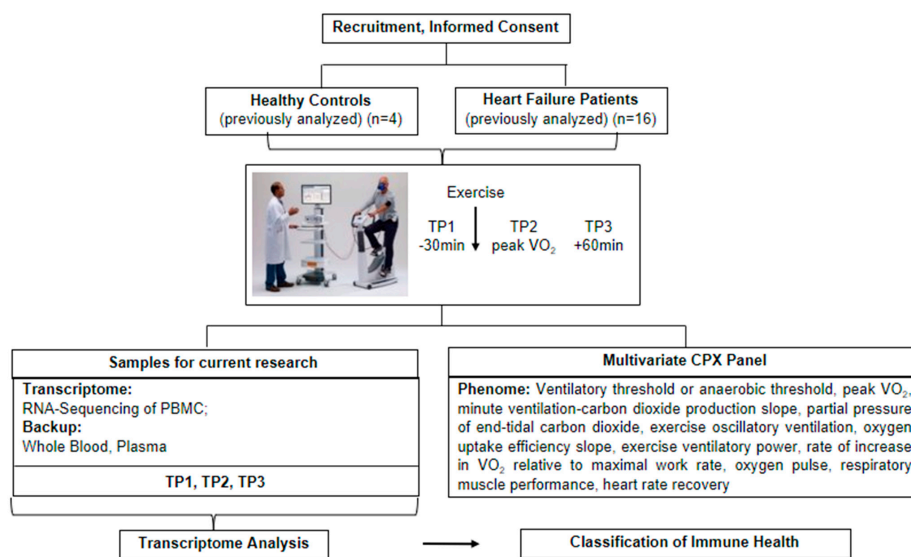 Recruitment, Informed Consent
Healthy Controls
(previously analyzed) (n=4)
Heart Failure Patients
(previously analyzed) (n=16)
Exercise
TP1
-30min
TP2
peak VO₂
TP3
+60min
Samples for current research
Transcriptome:
RNA-Sequencing of PBMC;
Backup:
Whole Blood, Plasma
TP1, TP2, TP3
Multivariate CPX Panel
Phenome: Ventilatory threshold or anaerobic threshold, peak VO₂,
minute ventilation-carbon dioxide production slope, partial pressure
of end-tidal carbon dioxide, exercise oscillatory ventilation, oxygen
uptake efficiency slope, exercise ventilatory power, rate of increase
in VO₂ relative to maximal work rate, oxygen pulse, respiratory
muscle performance, heart rate recovery
Transcriptome Analysis
Classification of Immune Health